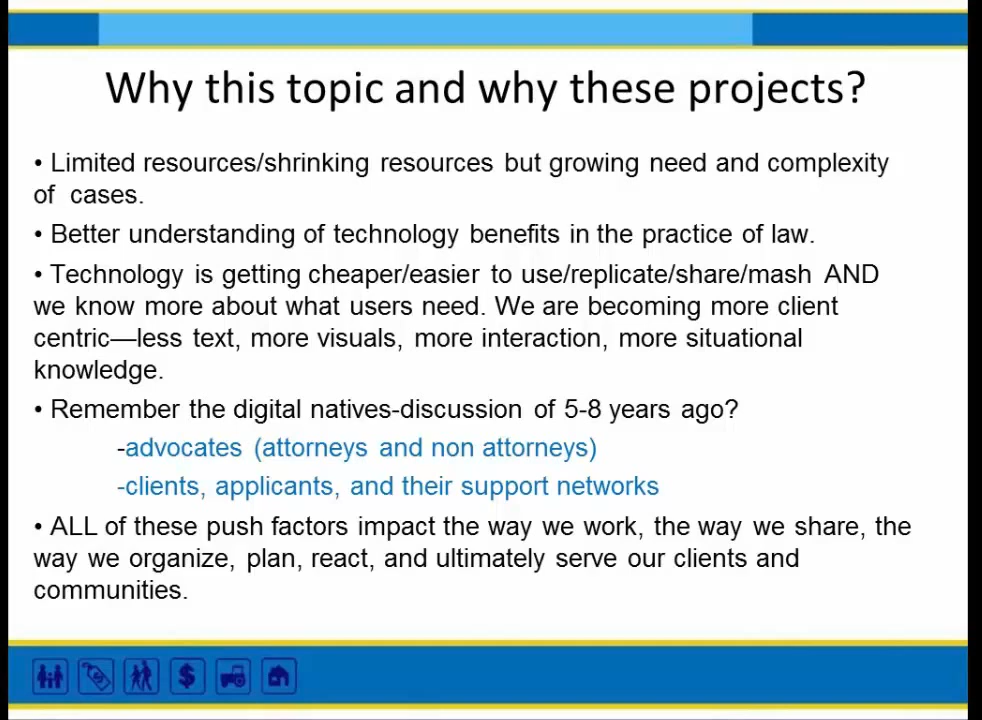 Why this topic and why these projects?
• Limited resources/shrinking resources but growing need and complexity
of cases.
• Better understanding of technology benefits in the practice of law.
• Technology is getting cheaper/easier to use/replicate/share/mash AND
we know more about what users need. We are becoming more client
centric—less text, more visuals, more interaction, more situational
knowledge.
• Remember the digital natives-discussion of 5-8 years ago?
-advocates (attorneys and non attorneys)
-clients, applicants, and their support networks
• ALL of these push factors impact the way we work, the way we share, the
way we organize, plan, react, and ultimately serve our clients and
communities.
$